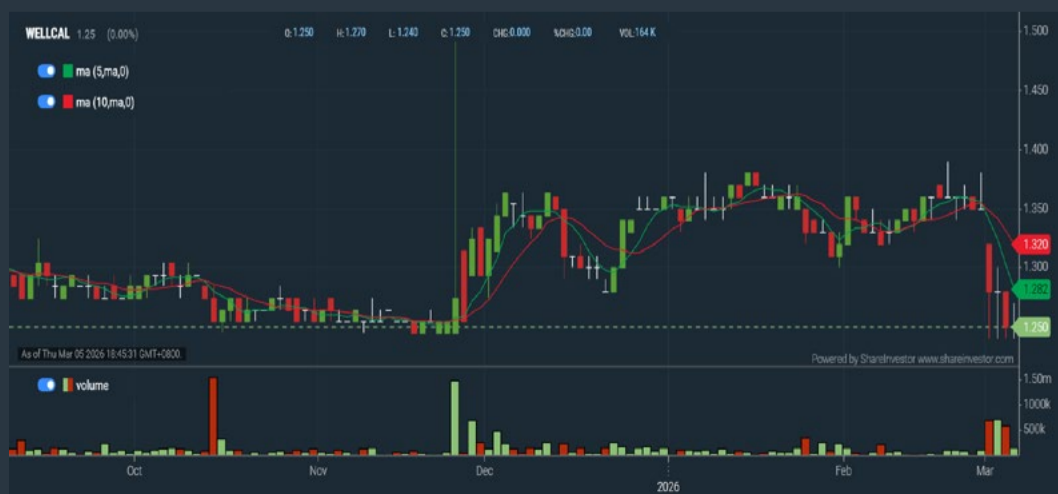 WELLCAL 1.25 (0.00%) O: 1.250 H: 1.270 L: 1.240 C: 1.250 CHG:0.000 %CHG:0.00 VOL:164 K
ma (5,ma,0)
ma (10,ma,0)
1.500
1.450
1.400
1.350
1.320
1.300
1.282
1.250
As of Thu Mar 05 2026 18:45:31 GMT+0800.
Powered by ShareInvestor www.shareinvestor.com
volume
1.50m
1000k
500k
Oct Nov Dec Feb Mar
2026